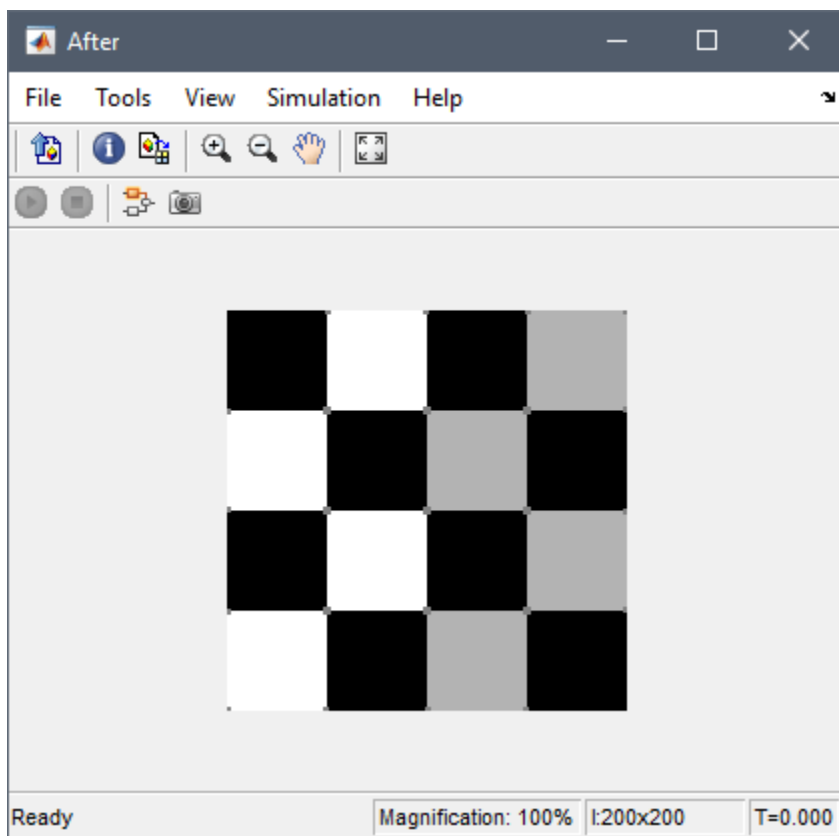 After
File Tools View Simulation Help
Ready Magnification: 100% I:200x200 T=0.000